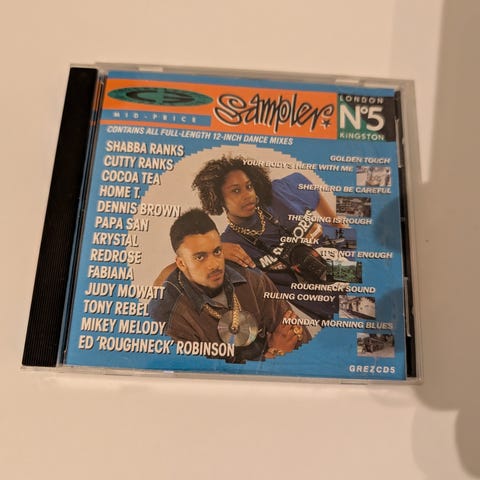 GS
MID-PRICE
Sampler
LONDON
Nº5
KINGSTON
CONTAINS ALL FULL-LENGTH 12-INCH DANCE MIXES
SHABBA RANKS
CUTTY RANKS
COCOA TEA
HOME T.
DENNIS BROWN
PAPA SAN
KRYSTAL
REDROSE
FABIANA
JUDY MOWATT
TONY REBEL
MIKEY MELODY
ED 'ROUGHNECK' ROBINSON
GOLDEN TOUCH
YOUR BODY'S HERE WITH ME
SHEPHERD BE CAREFUL
THE GOING IS ROUGH
GUN TALK
IT'S NOT ENOUGH
ROUGHNECK SOUND
RULING COWBOY
MONDAY MORNING BLUES
GREZCD5